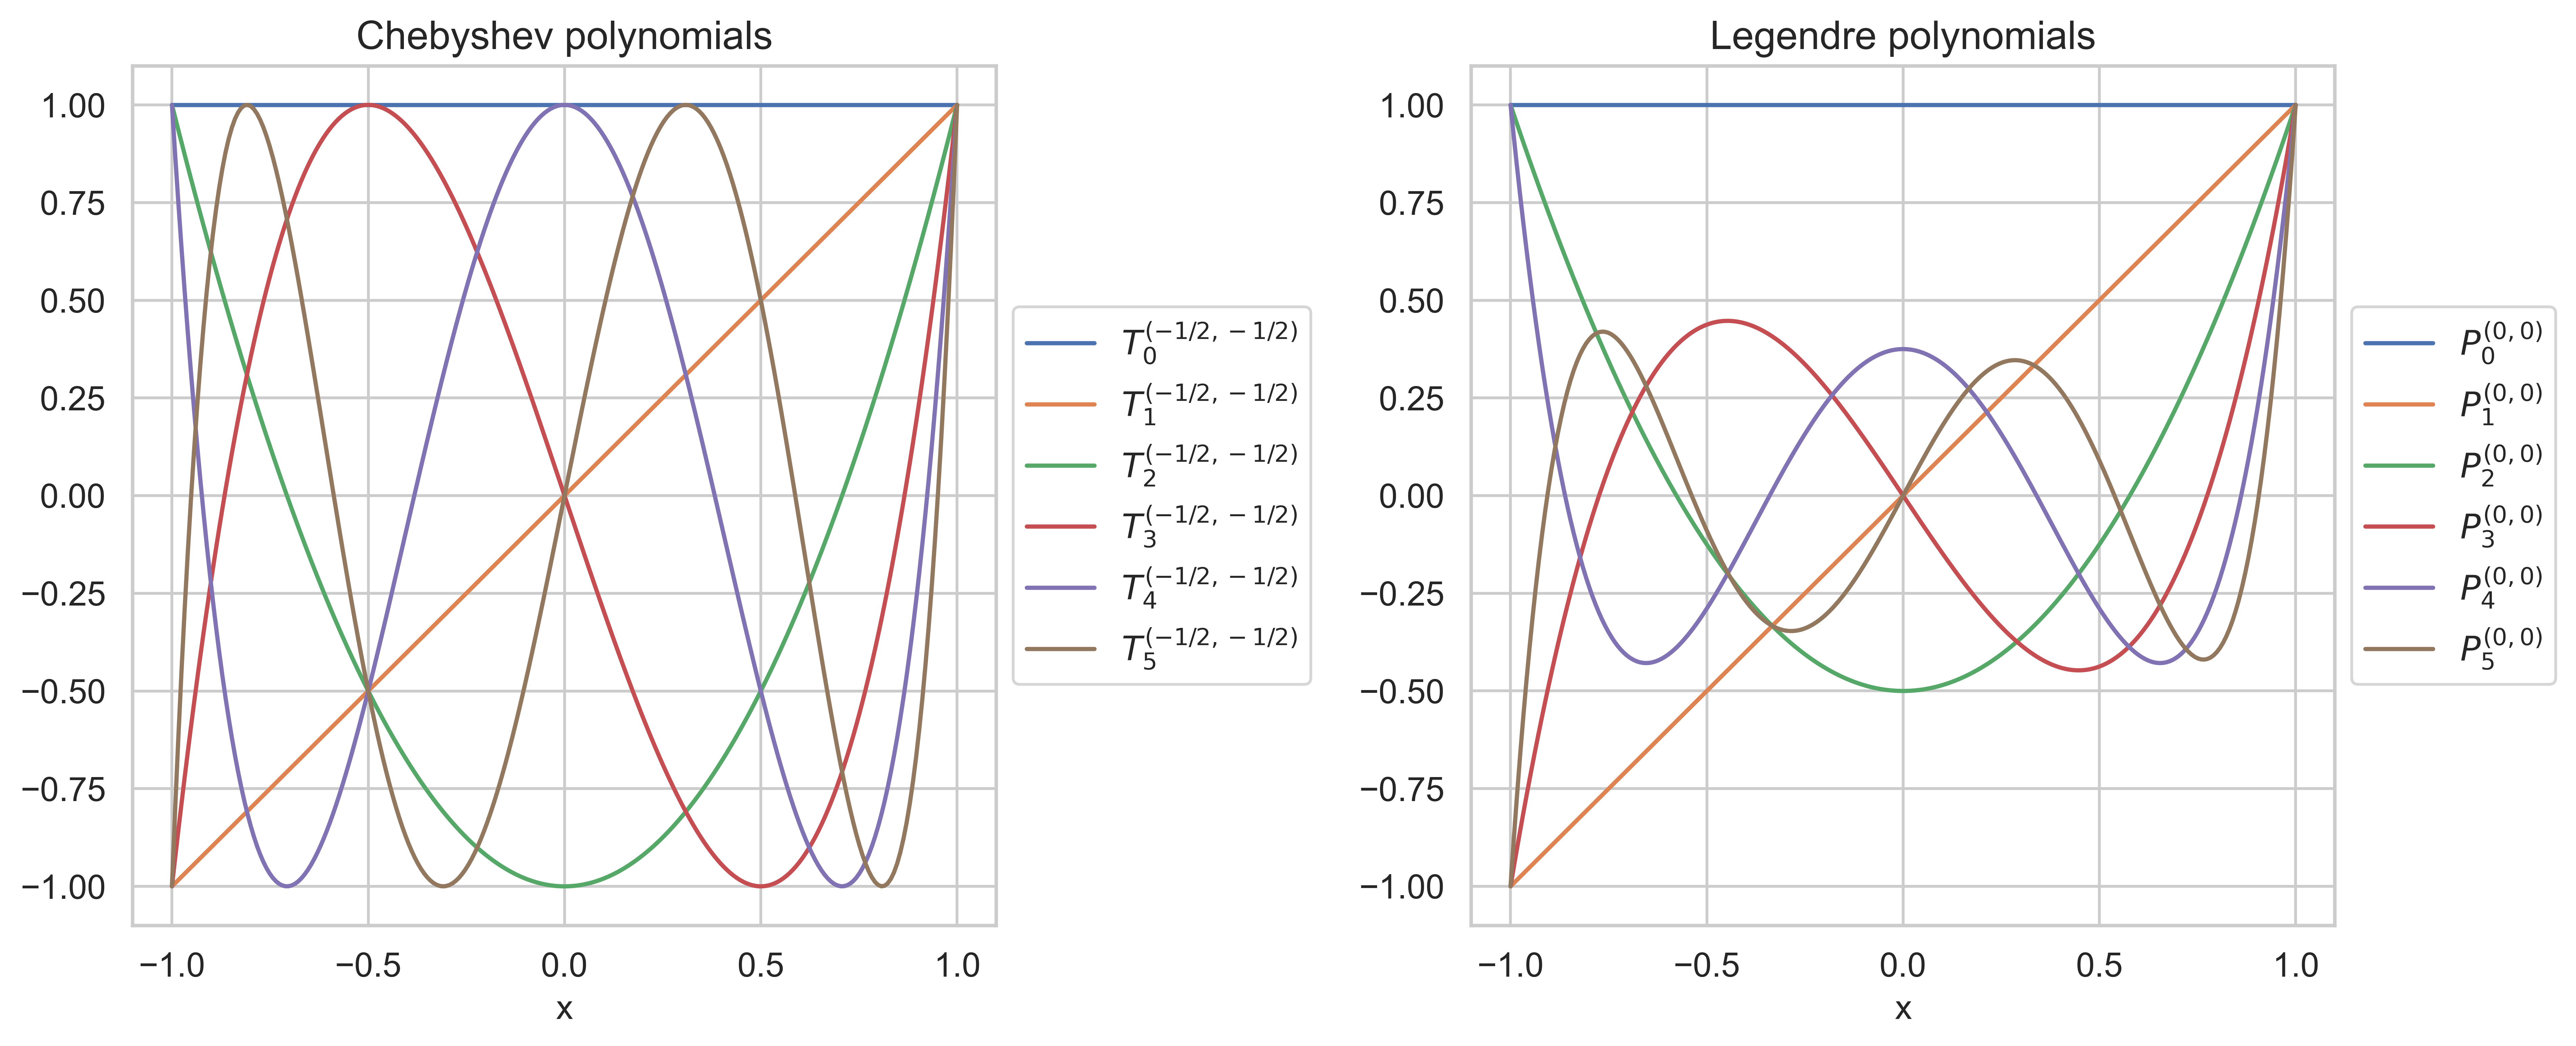 Chebyshev polynomials
1.00
0.75
0.50
0.25
0.00
−0.25
−0.50
−0.75
−1.00
−1.0 −0.5 0.0 0.5 1.0
x
T_0^{(−1/2, −1/2)}
T_1^{(−1/2, −1/2)}
T_2^{(−1/2, −1/2)}
T_3^{(−1/2, −1/2)}
T_4^{(−1/2, −1/2)}
T_5^{(−1/2, −1/2)}
Legendre polynomials
1.00
0.75
0.50
0.25
0.00
−0.25
−0.50
−0.75
−1.00
−1.0 −0.5 0.0 0.5 1.0
x
P_0^{(0, 0)}
P_1^{(0, 0)}
P_2^{(0, 0)}
P_3^{(0, 0)}
P_4^{(0, 0)}
P_5^{(0, 0)}